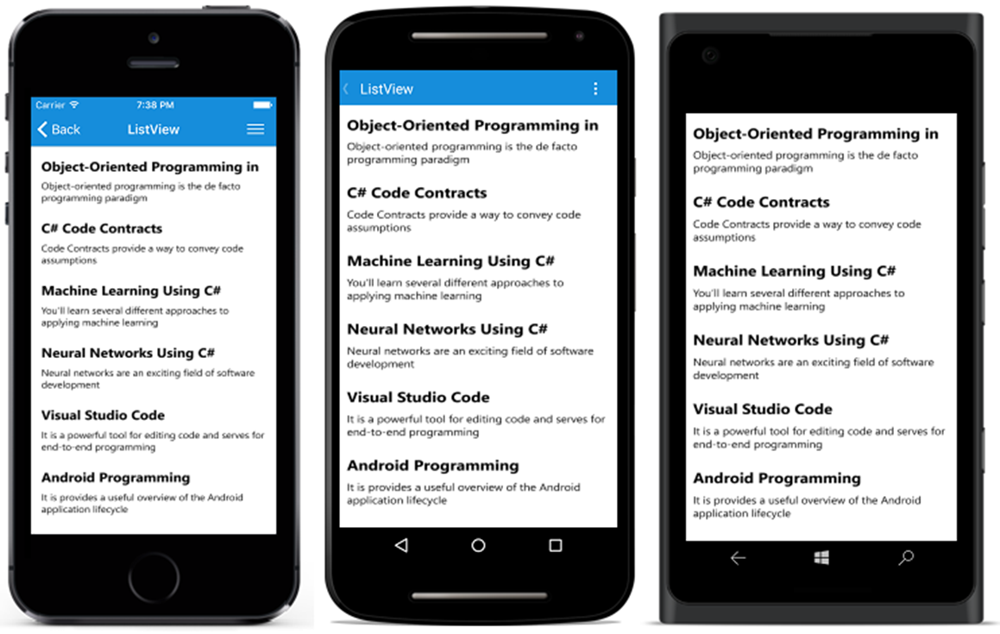 Carrier 7:38 PM
Back ListView
Object-Oriented Programming in
Object-oriented programming is the de facto
programming paradigm
C# Code Contracts
Code Contracts provide a way to convey code
assumptions
Machine Learning Using C#
You'll learn several different approaches to
applying machine learning
Neural Networks Using C#
Neural networks are an exciting field of software
development
Visual Studio Code
It is a powerful tool for editing code and serves for
end-to-end programming
Android Programming
It is provides a useful overview of the Android
application lifecycle
ListView
Object-Oriented Programming in
Object-oriented programming is the de facto
programming paradigm
C# Code Contracts
Code Contracts provide a way to convey code
assumptions
Machine Learning Using C#
You'll learn several different approaches to
applying machine learning
Neural Networks Using C#
Neural networks are an exciting field of software
development
Visual Studio Code
It is a powerful tool for editing code and serves for
end-to-end programming
Android Programming
It is provides a useful overview of the Android
application lifecycle
Object-Oriented Programming in
Object-oriented programming is the de facto
programming paradigm
C# Code Contracts
Code Contracts provide a way to convey code
assumptions
Machine Learning Using C#
You'll learn several different approaches to
applying machine learning
Neural Networks Using C#
Neural networks are an exciting field of software
development
Visual Studio Code
It is a powerful tool for editing code and serves for
end-to-end programming
Android Programming
It is provides a useful overview of the Android
application lifecycle